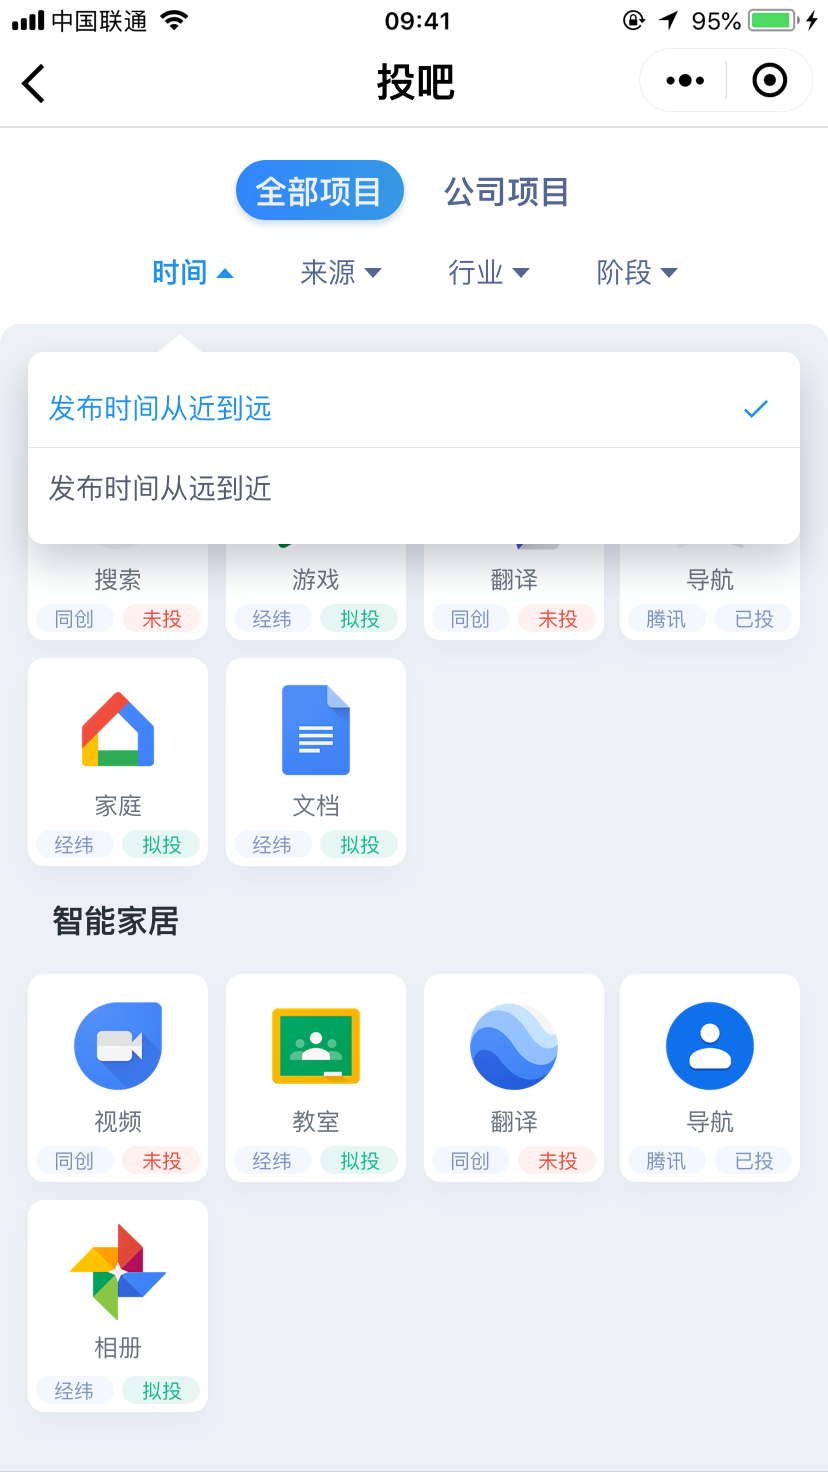 中国联通 09:41 95%
投吧
全部项目 公司项目
时间 来源 行业 阶段
发布时间从近到远
发布时间从远到近
搜索 游戏 翻译 导航
同创 未投 经纬 拟投 同创 未投 腾讯 已投
家庭 文档
经纬 拟投 经纬 拟投
智能家居
视频 教室 翻译 导航
同创 未投 经纬 拟投 同创 未投 腾讯 已投
相册
经纬 拟投